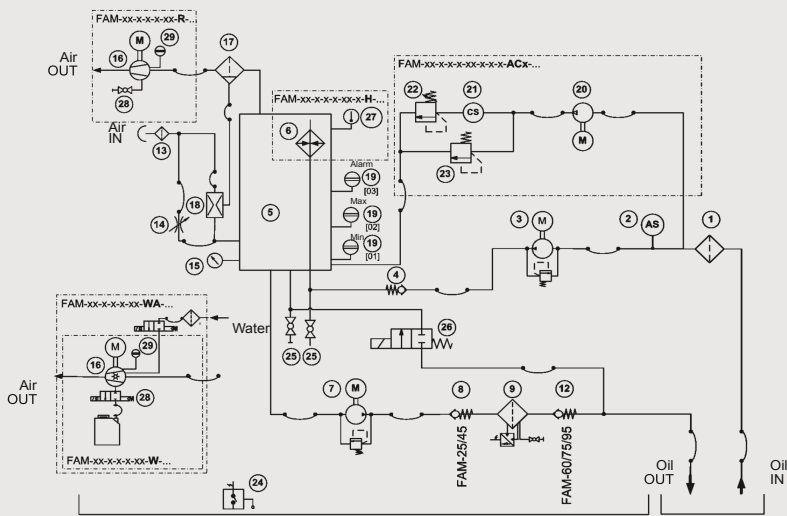 FAM-xx-x-x-x-xx-R-...
M
29
16
17
Air
OUT
28
Air
IN
13
18
14
15
FAM-xx-x-x-x-xx-x-H-...
6
27
Alarm
19
[03]
Max
19
[02]
Min
19
[01]
5
FAM-xx-x-x-x-xx-x-x-ACx-...
22
21
20
CS
M
23
3
2
1
M
AS
4
25
25
26
FAM-xx-x-x-x-xx-WA-...
Water
M
29
16
Air
OUT
28
FAM-xx-x-x-x-xx-W-...
7
M
8
9
12
FAM-25/45
FAM-60/75/95
24
Oil
OUT
Oil
IN